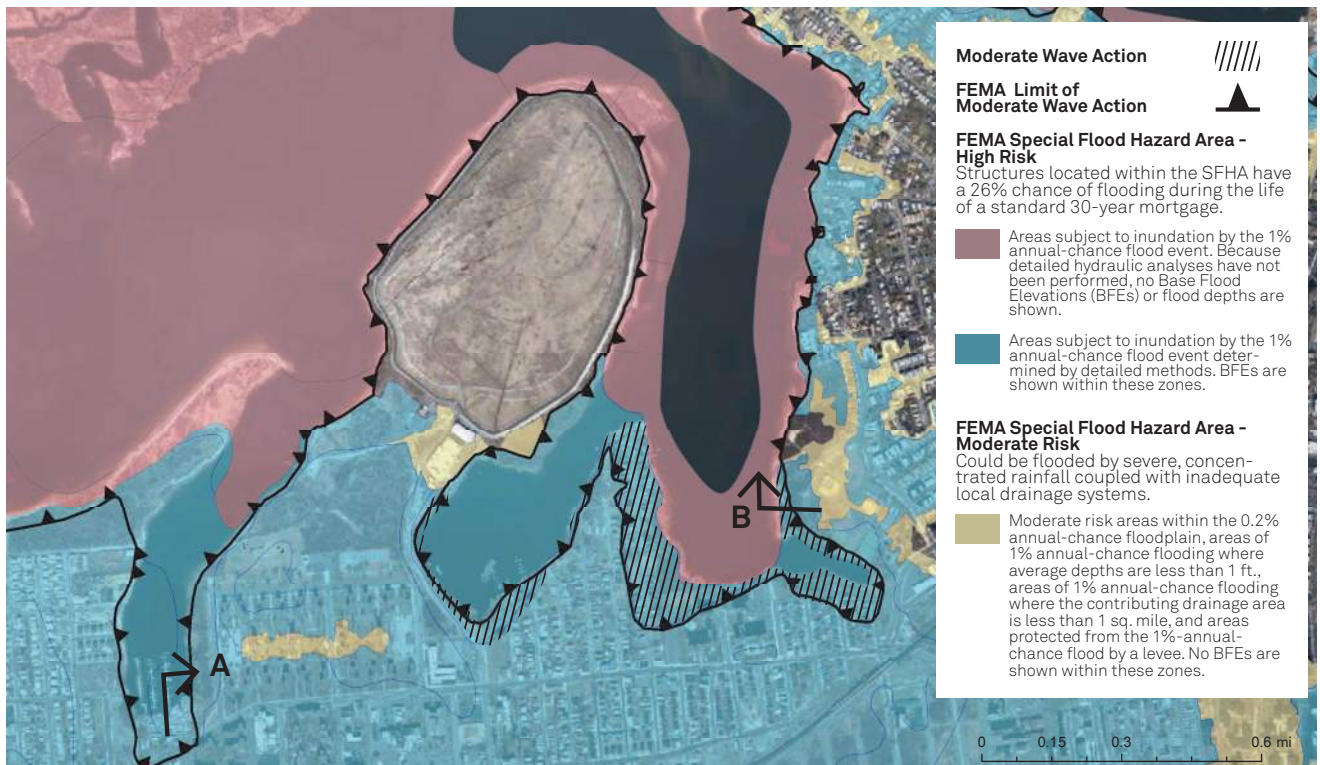 Moderate Wave Action
FEMA Limit of
Moderate Wave Action
FEMA Special Flood Hazard Area -
High Risk
Structures located within the SFHA have
a 26% chance of flooding during the life
of a standard 30-year mortgage.
Areas subject to inundation by the 1%
annual-chance flood event. Because
detailed hydraulic analyses have not
been performed, no Base Flood
Elevations (BFEs) or flood depths are
shown.
Areas subject to inundation by the 1%
annual-chance flood event deter-
mined by detailed methods. BFEs are
shown within these zones.
FEMA Special Flood Hazard Area -
Moderate Risk
Could be flooded by severe, concen-
trated rainfall coupled with inadequate
local drainage systems.
Moderate risk areas within the 0.2%
annual-chance floodplain, areas of
1% annual-chance flooding where
average depths are less than 1 ft.,
areas of 1% annual-chance flooding
where the contributing drainage area
is less than 1 sq. mile, and areas
protected from the 1%-annual-
chance flood by a levee. No BFEs are
shown within these zones.
B
A
0 0.15 0.3 0.6 mi